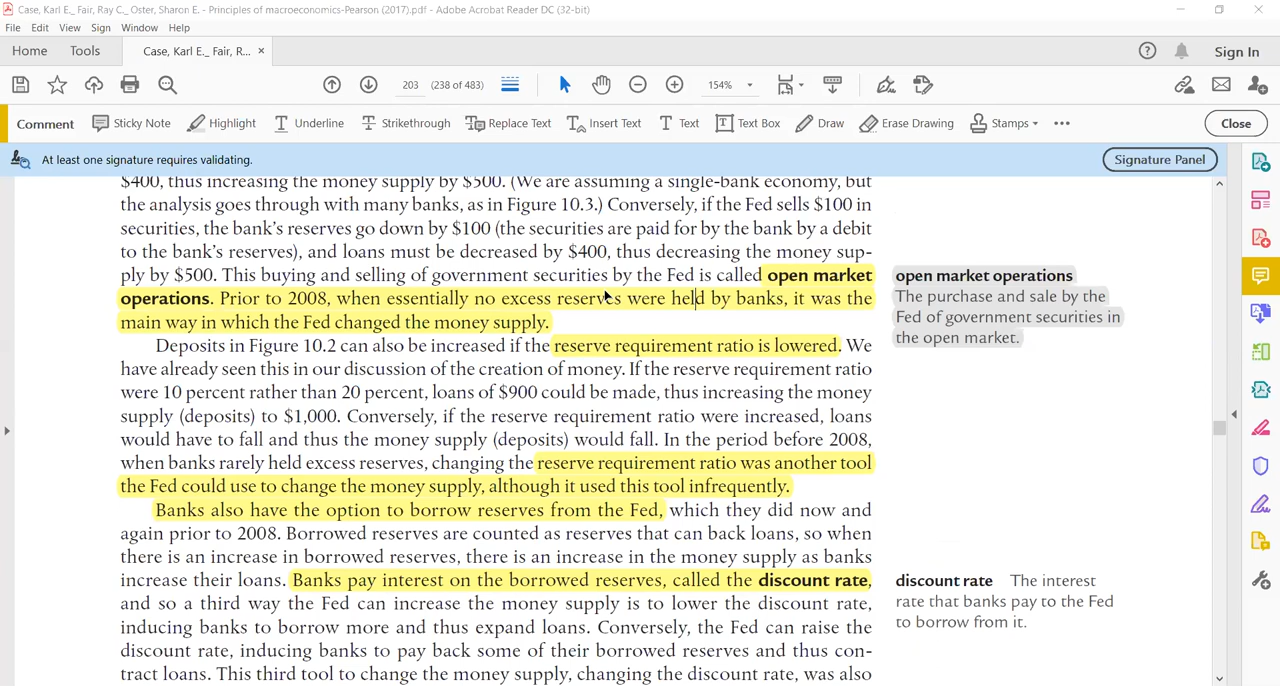 Case, Karl E._ Fair, Ray C._ Oster, Sharon E. - Principles of macroeconomics-Pearson (2017).pdf - Adobe Acrobat Reader DC (32-bit)
File Edit View Sign Window Help
Home Tools Case, Karl E._ Fair, R... × Sign In
203 (238 of 483) 154%
Comment Sticky Note Highlight Underline Strikethrough Replace Text Insert Text Text Text Box Draw Erase Drawing Stamps Close
At least one signature requires validating. Signature Panel
$400, thus increasing the money supply by $500. (We are assuming a single-bank economy, but
the analysis goes through with many banks, as in Figure 10.3.) Conversely, if the Fed sells $100 in
securities, the bank's reserves go down by $100 (the securities are paid for by the bank by a debit
to the bank's reserves), and loans must be decreased by $400, thus decreasing the money sup-
ply by $500. This buying and selling of government securities by the Fed is called open market
operations. Prior to 2008, when essentially no excess reserves were held by banks, it was the
main way in which the Fed changed the money supply.
Deposits in Figure 10.2 can also be increased if the reserve requirement ratio is lowered. We
have already seen this in our discussion of the creation of money. If the reserve requirement ratio
were 10 percent rather than 20 percent, loans of $900 could be made, thus increasing the money
supply (deposits) to $1,000. Conversely, if the reserve requirement ratio were increased, loans
would have to fall and thus the money supply (deposits) would fall. In the period before 2008,
when banks rarely held excess reserves, changing the reserve requirement ratio was another tool
the Fed could use to change the money supply, although it used this tool infrequently.
Banks also have the option to borrow reserves from the Fed, which they did now and
again prior to 2008. Borrowed reserves are counted as reserves that can back loans, so when
there is an increase in borrowed reserves, there is an increase in the money supply as banks
increase their loans. Banks pay interest on the borrowed reserves, called the discount rate,
and so a third way the Fed can increase the money supply is to lower the discount rate,
inducing banks to borrow more and thus expand loans. Conversely, the Fed can raise the
discount rate, inducing banks to pay back some of their borrowed reserves and thus con-
tract loans. This third tool to change the money supply, changing the discount rate, was also
open market operations
The purchase and sale by the
Fed of government securities in
the open market.
discount rate The interest
rate that banks pay to the Fed
to borrow from it.